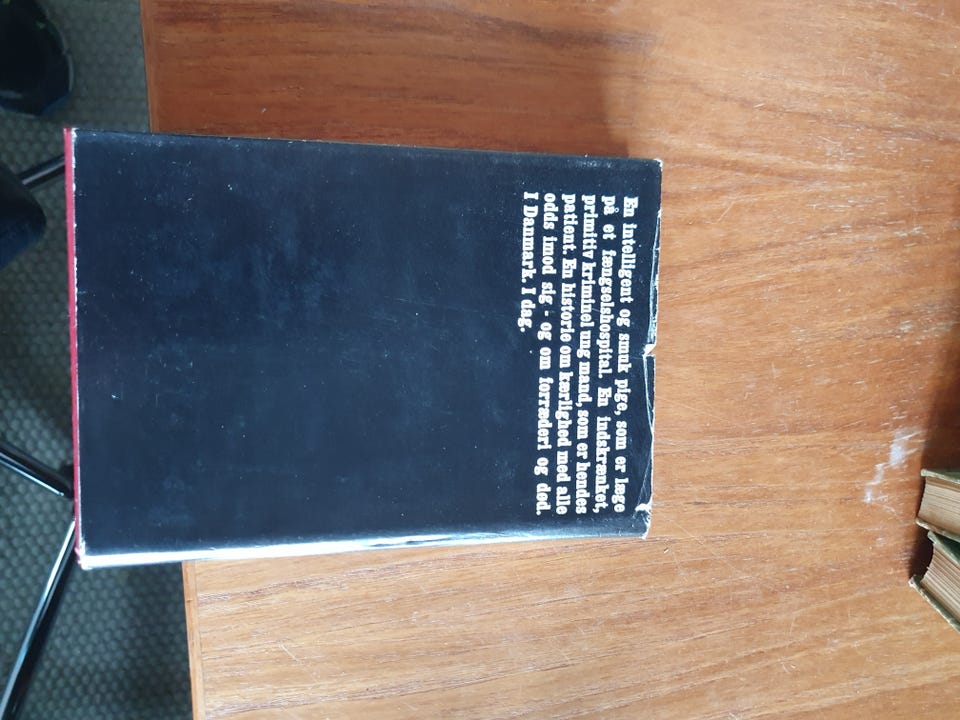 En intelligent og smuk pige, som er læge
på et fængselshospital. En indskrænket,
primitiv kriminel ung mand, som er hendes
patient. En historie om kærlighed med alle
odds imod sig - og om forræderi og død.
I Danmark. I dag.